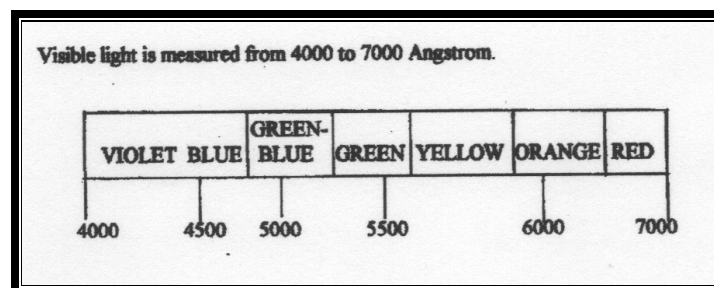 Visible light is measured from 4000 to 7000 Angstrom.
GREEN-
VIOLET BLUE BLUE GREEN YELLOW ORANGE RED
4000 4500 5000 5500 6000 7000